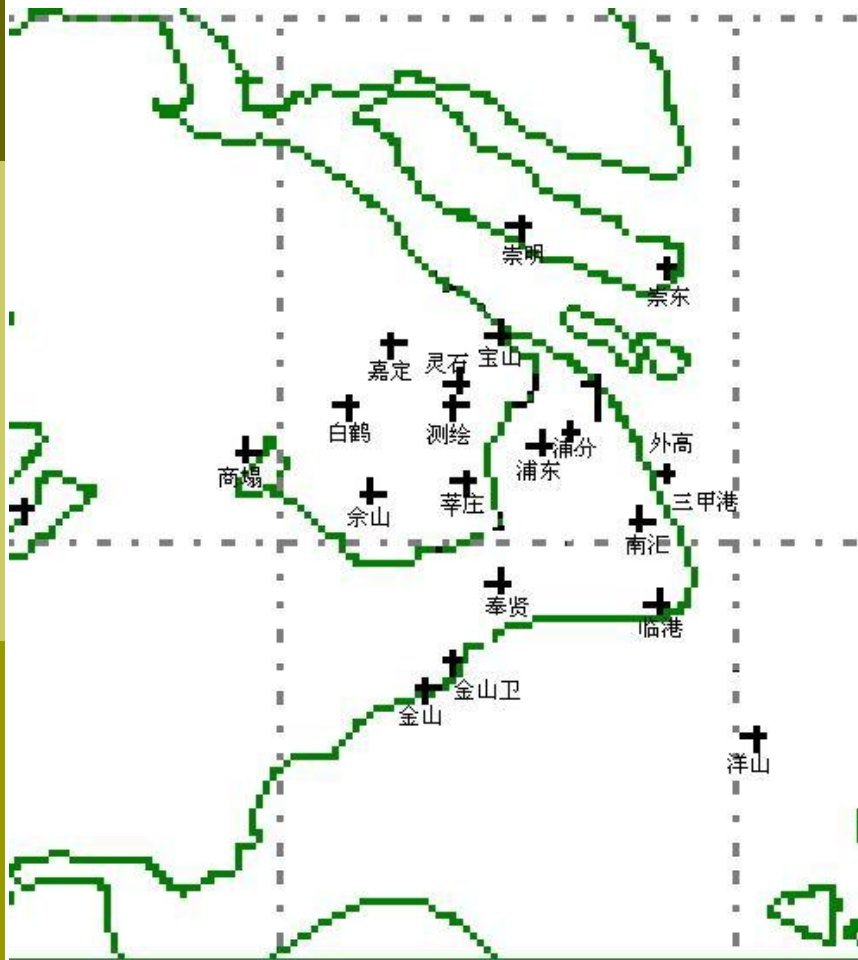 崇明
崇东
宝山
灵石
嘉定
白鹤
测绘
外高
浦分
浦东
商塌
佘山
莘庄
三甲港
南汇
奉贤
临港
金山卫
金山
洋山